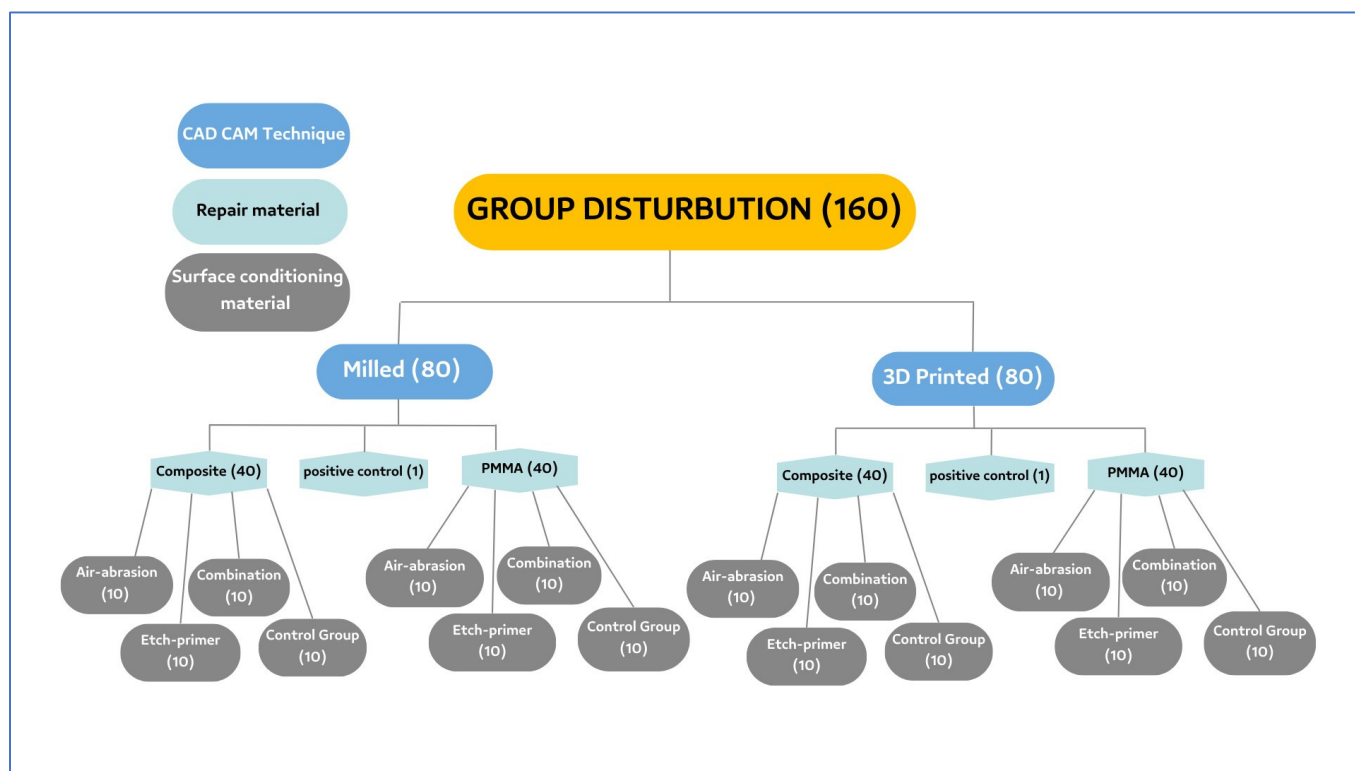 CAD CAM Technique
Repair material
Surface conditioning
material
GROUP DISTURBUTION (160)
Milled (80)
3D Printed (80)
Composite (40)
positive control (1)
PMMA (40)
Composite (40)
positive control (1)
PMMA (40)
Air-abrasion
(10)
Combination
(10)
Etch-primer
(10)
Control Group
(10)
Air-abrasion
(10)
Combination
(10)
Etch-primer
(10)
Control Group
(10)
Air-abrasion
(10)
Combination
(10)
Etch-primer
(10)
Control Group
(10)
Air-abrasion
(10)
Combination
(10)
Etch-primer
(10)
Control Group
(10)